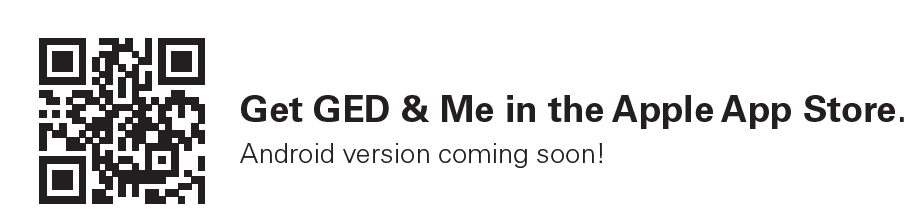 Get GED & Me in the Apple App Store.
Android version coming soon!